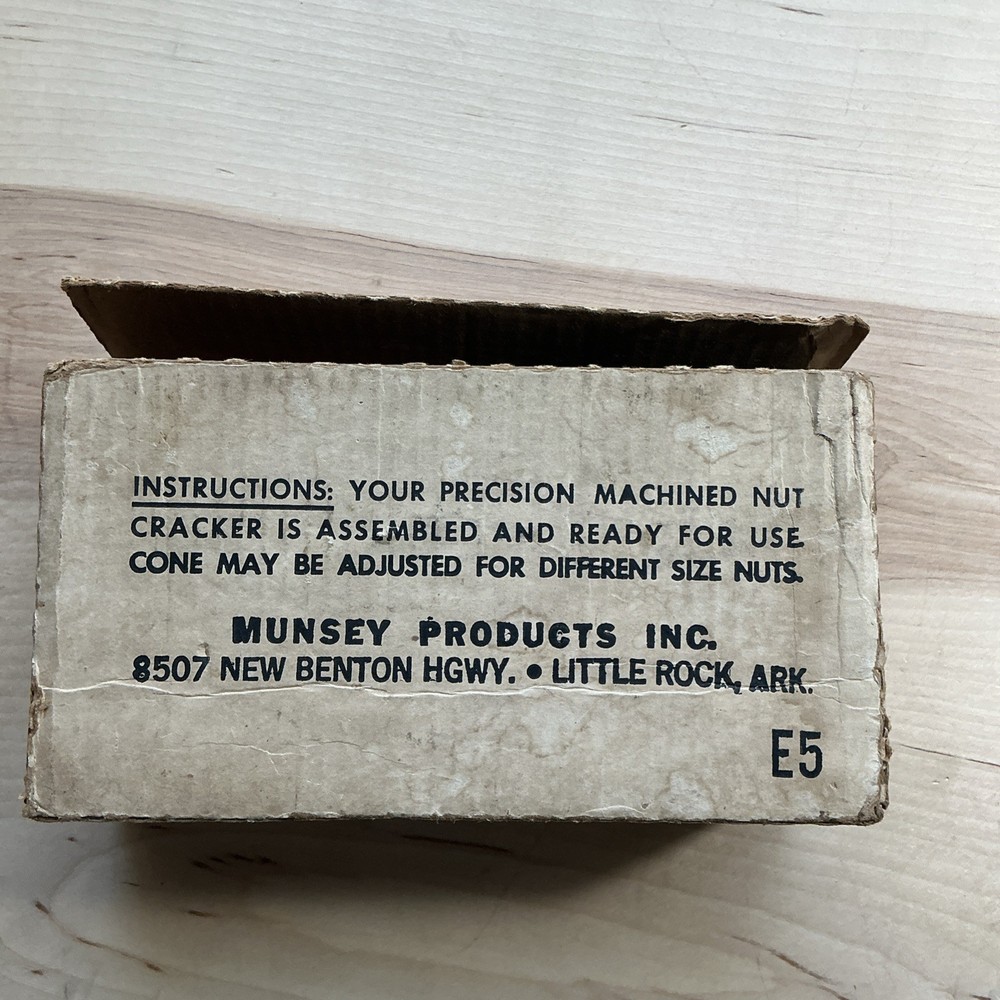 INSTRUCTIONS: YOUR PRECISION MACHINED NUT
CRACKER IS ASSEMBLED AND READY FOR USE.
CONE MAY BE ADJUSTED FOR DIFFERENT SIZE NUTS.
MUNSEY PRODUCTS INC.
8507 NEW BENTON HGWY. • LITTLE ROCK, ARK.
E5